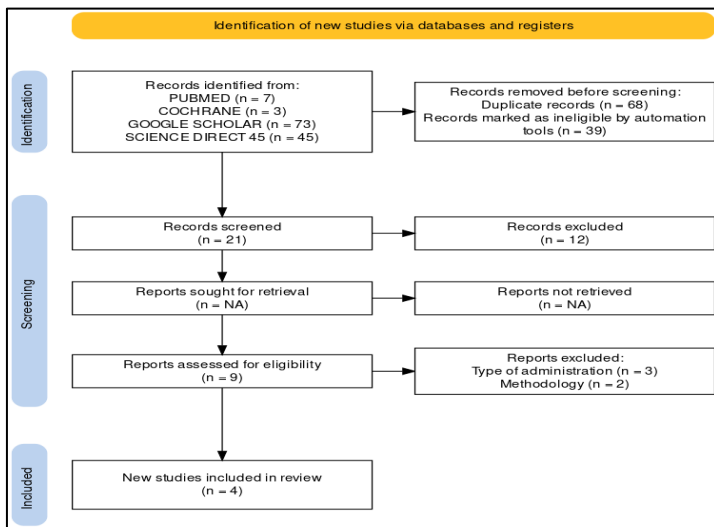 Identification of new studies via databases and registers
Identification
Records identified from:
PUBMED (n = 7)
COCHRANE (n = 3)
GOOGLE SCHOLAR (n = 73)
SCIENCE DIRECT 45 (n = 45)
Records removed before screening:
Duplicate records (n = 68)
Records marked as ineligible by automation
tools (n = 39)
Screening
Records screened
(n = 21)
Records excluded
(n = 12)
Reports sought for retrieval
(n = NA)
Reports not retrieved
(n = NA)
Reports assessed for eligibility
(n = 9)
Reports excluded:
Type of administration (n = 3)
Methodology (n = 2)
Included
New studies included in review
(n = 4)